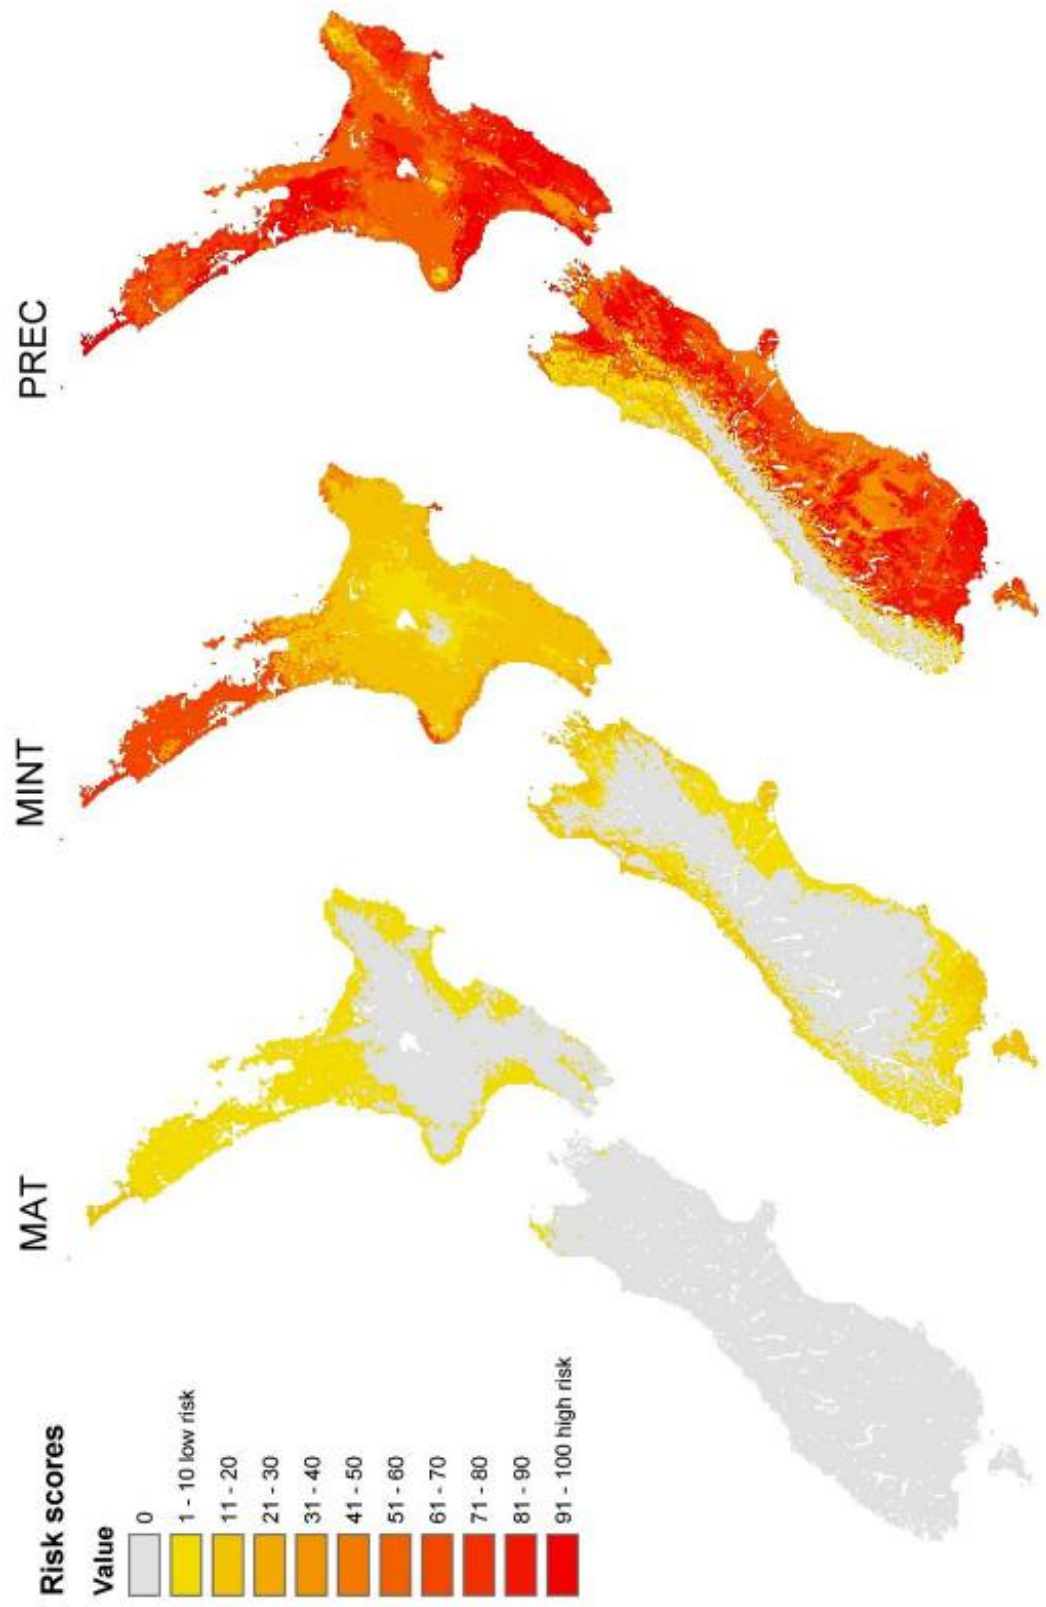 MAT
MINT
PREC
Risk scores
Value
0
1 - 10 low risk
11 - 20
21 - 30
31 - 40
41 - 50
51 - 60
61 - 70
71 - 80
81 - 90
91 - 100 high risk